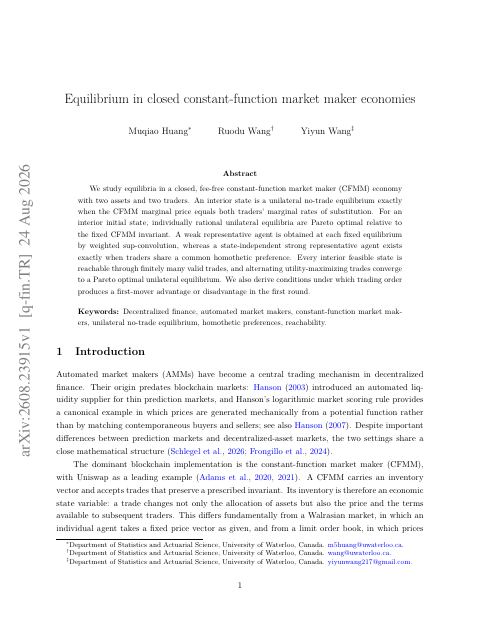 Equilibrium in closed constant-function market maker economies
Muqiao Huang* Ruodu Wang† Yiyun Wang‡
Abstract
We study equilibria in a closed, fee-free constant-function market maker (CFMM) economy
with two assets and two traders. An interior state is a unilateral no-trade equilibrium exactly
when the CFMM marginal price equals both traders' marginal rates of substitution. For an
interior initial state, individually rational unilateral equilibria are Pareto optimal relative to
the fixed CFMM invariant. A weak representative agent is obtained at each fixed equilibrium
by weighted sup-convolution, whereas a state-independent strong representative agent exists
exactly when traders share a common homothetic preference. Every interior feasible state is
reachable through finitely many valid trades, and alternating utility-maximizing trades converge
to a Pareto optimal unilateral equilibrium. We also derive conditions under which trading order
produces a first-mover advantage or disadvantage in the first round.
Keywords: Decentralized finance, automated market makers, constant-function market mak-
ers, unilateral no-trade equilibrium, homothetic preferences, reachability.
1 Introduction
Automated market makers (AMMs) have become a central trading mechanism in decentralized
finance. Their origin predates blockchain markets: Hanson (2003) introduced an automated liq-
uidity supplier for thin prediction markets, and Hanson's logarithmic market scoring rule provides
a canonical example in which prices are generated mechanically from a potential function rather
than by matching contemporaneous buyers and sellers; see also Hanson (2007). Despite important
differences between prediction markets and decentralized-asset markets, the two settings share a
close mathematical structure (Schlegel et al., 2026; Frongillo et al., 2024).
The dominant blockchain implementation is the constant-function market maker (CFMM),
with Uniswap as a leading example (Adams et al., 2020, 2021). A CFMM carries an inventory
vector and accepts trades that preserve a prescribed invariant. Its inventory is therefore an economic
state variable: a trade changes not only the allocation of assets but also the price and the terms
available to subsequent traders. This differs fundamentally from a Walrasian market, in which an
individual agent takes a fixed price vector as given, and from a limit order book, in which prices
*Department of Statistics and Actuarial Science, University of Waterloo, Canada. m5huang@uwaterloo.ca.
†Department of Statistics and Actuarial Science, University of Waterloo, Canada. wang@uwaterloo.ca.
‡Department of Statistics and Actuarial Science, University of Waterloo, Canada. yiyunwang217@gmail.com.
1
arXiv:2608.23915v1 [q-fin.TR] 24 Aug 2026